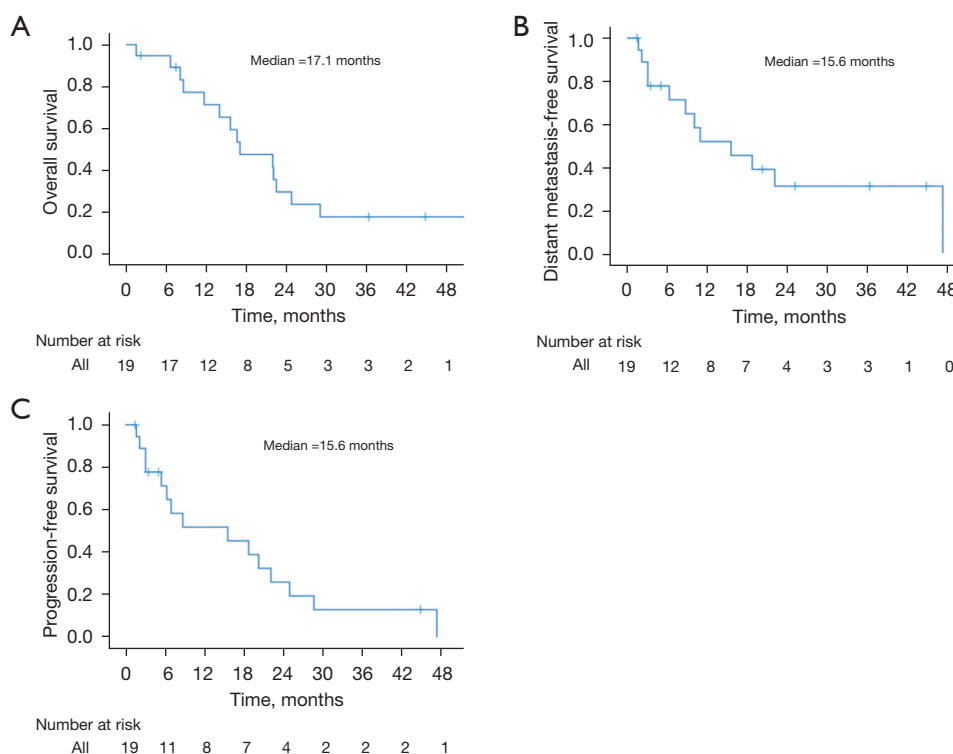 A
Overall survival
1.0
0.8
0.6
0.4
0.2
0.0
Median =17.1 months
0 6 12 18 24 30 36 42 48
Time, months
Number at risk
All 19 17 12 8 5 3 3 2 1
B
Distant metastasis-free survival
1.0
0.8
0.6
0.4
0.2
0.0
Median =15.6 months
0 6 12 18 24 30 36 42 48
Time, months
Number at risk
All 19 12 8 7 4 3 3 1 0
C
Progression-free survival
1.0
0.8
0.6
0.4
0.2
0.0
Median =15.6 months
0 6 12 18 24 30 36 42 48
Time, months
Number at risk
All 19 11 8 7 4 2 2 2 1